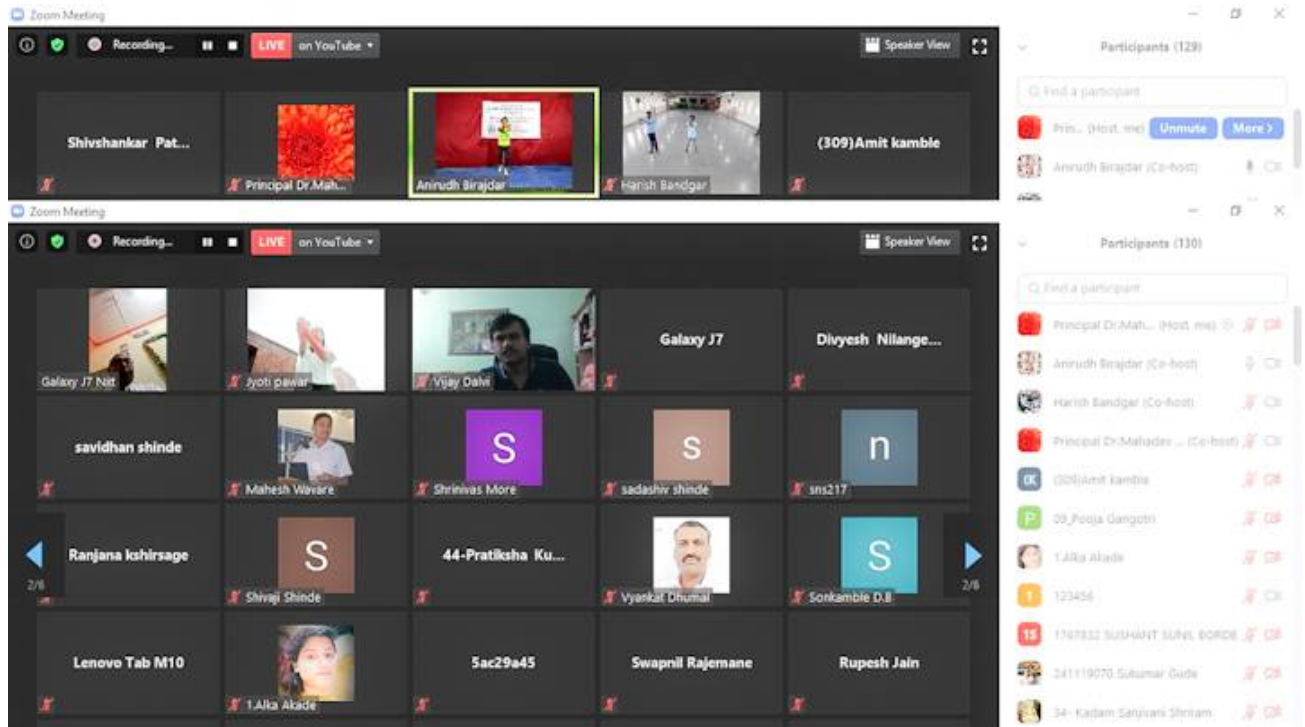 Zoom Meeting
Recording...
LIVE on YouTube
Speaker View
Participants (129)
Find a participant
Shivshankar Pat...
Principal Dr.Mah...
Anirudh Birajdar
Harish Bandgar
(309)Amit kamble
Prin... (Host, me) Unmute More >
Anirudh Birajdar (Co-host)
Zoom Meeting
Recording...
LIVE on YouTube
Speaker View
Participants (130)
Find a participant
Galaxy J7 Nxt
Jyoti pawar
Vijay Dalvi
Galaxy J7
Divyesh Nilange...
savidhan shinde
Mahesh Wavare
S
Shrinivas More
s
sadashiv shinde
n
sns217
Ranjana kshirsage
S
Shivaji Shinde
44-Pratiksha Ku...
Vyankat Dhumal
S
Sonkamble D.B
2/6
2/6
Lenovo Tab M10
1.Alka Akade
5ac29a45
Swapnil Rajemane
Rupesh Jain
Principal Dr.Mah... (Host, me)
Anirudh Birajdar (Co-host)
Harish Bandgar (Co-host)
Principal Dr.Mahadev ... (Co-host)
(309)Amit kamble
P
09_Pooja Gangotri
1.Alka Akade
1
123456
1S
1767832 SUSHANT SUNIL BORDE
241119070 Sukumar Gude
34- Kadam Sanjivani Shriram